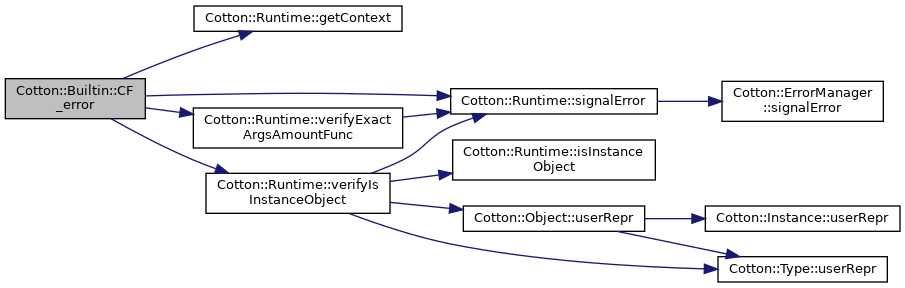 Cotton::Builtin::CF
_error
Cotton::Runtime::getContext
Cotton::Runtime::signalError
Cotton::ErrorManager
::signalError
Cotton::Runtime::verifyExact
ArgsAmountFunc
Cotton::Runtime::verifyIs
InstanceObject
Cotton::Runtime::isInstance
Object
Cotton::Object::userRepr
Cotton::Instance::userRepr
Cotton::Type::userRepr